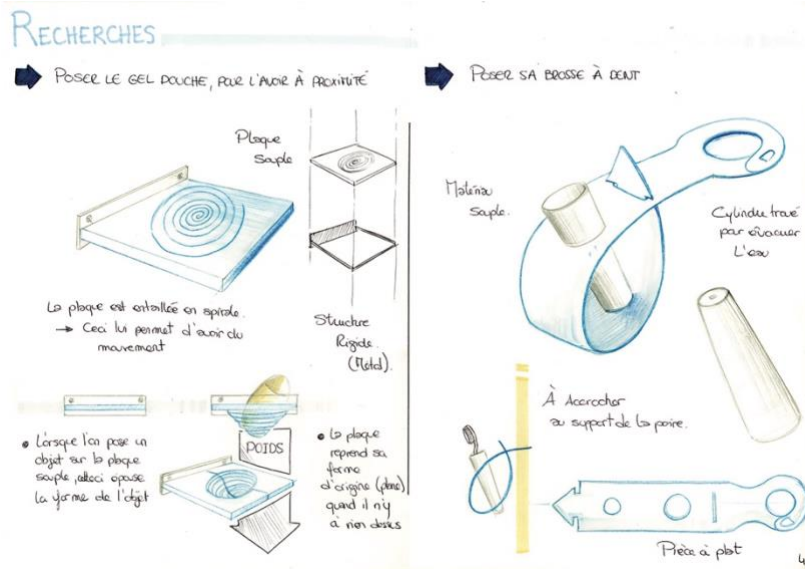 RECHERCHES
POSER LE GEL DOUCHE, POUR L'AVOIR À PROXIMITÉ
Plaque
Souple
La plaque est entaillée en spirale.
→ Ceci lui permet d'avoir du
mouvement
Structure
Rigide.
(Métal).
Lorsque l'on pose un
objet sur la plaque
souple, celleci épouse
la forme de l'objet
POIDS
la plaque
reprend sa
forme
d'origine (plane)
quand il n'y
à rien dessus
POSER SA BROSSE À DENT
Matériau
Souple.
Cylindre troué
pour évacuer
L'eau
À Accrocher
au support de la poire.
Pièce à plat
4